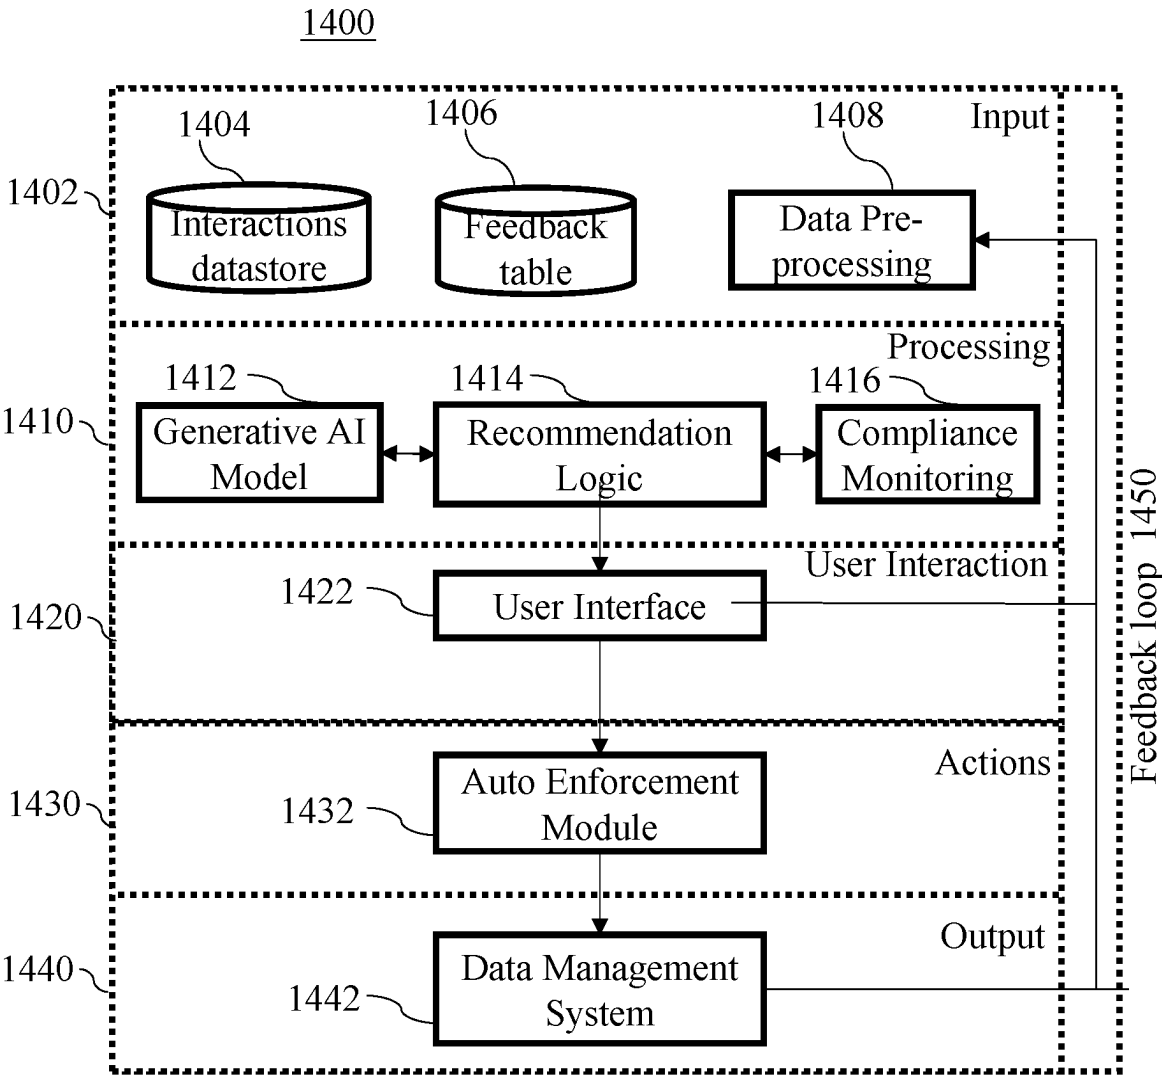 1400
Input
1404
1406
1408
1402
Interactions
datastore
Feedback
table
Data Pre-
processing
Processing
1412
1414
1416
1410
Generative AI
Model
Recommendation
Logic
Compliance
Monitoring
User Interaction
1422
User Interface
1420
Feedback loop 1450
Actions
1430
1432
Auto Enforcement
Module
Output
1440
1442
Data Management
System